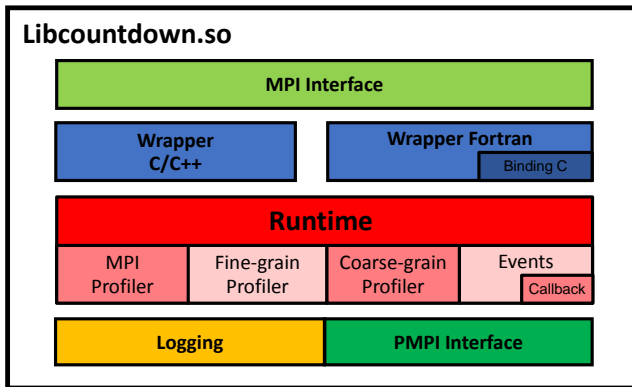 Libcountdown.so
MPI Interface
Wrapper
C/C++
Wrapper Fortran
Binding C
Runtime
MPI
Profiler
Fine-grain
Profiler
Coarse-grain
Profiler
Events
Callback
Logging
PMPI Interface